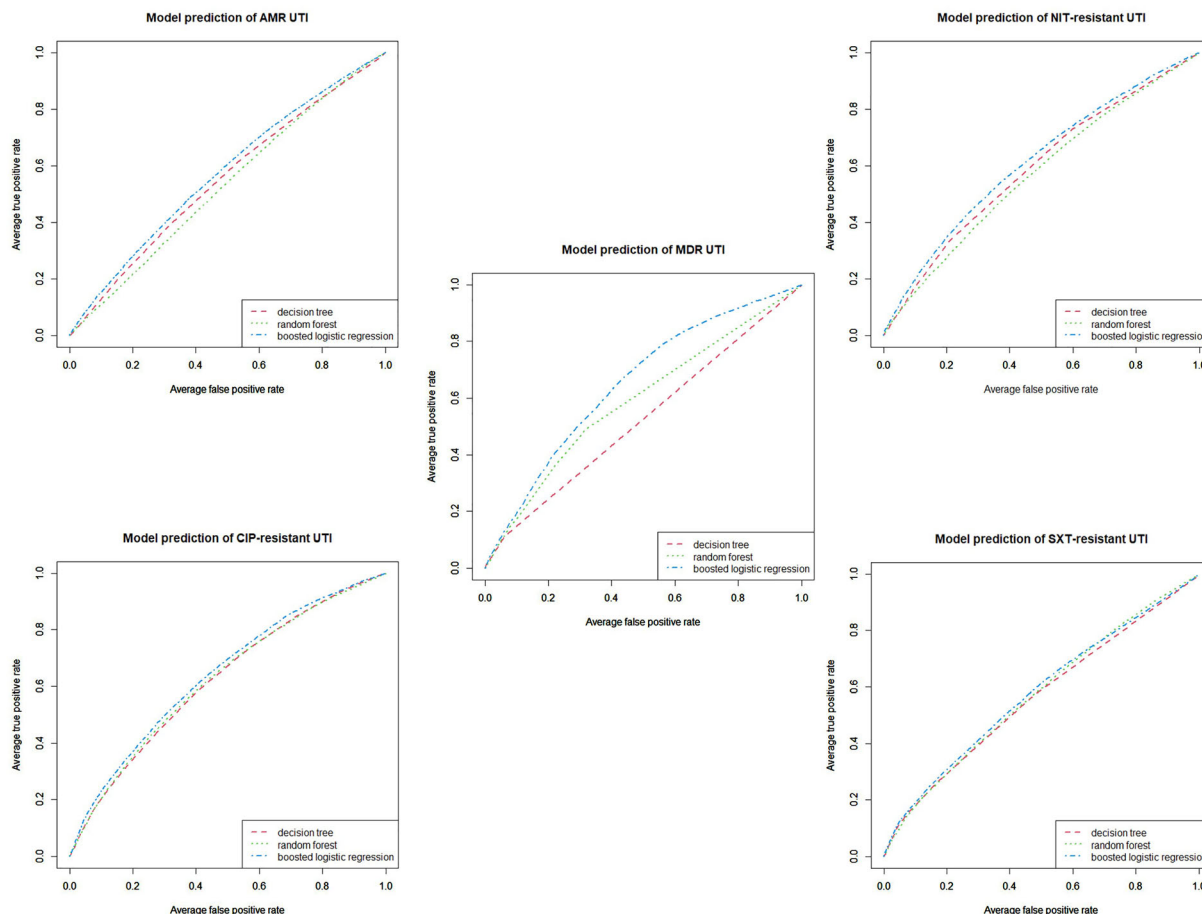 Model prediction of AMR UTI
1.0
0.8
0.6
0.4
0.2
0.0
Average true positive rate
decision tree
random forest
boosted logistic regression
0.0 0.2 0.4 0.6 0.8 1.0
Average false positive rate
Model prediction of NIT-resistant UTI
1.0
0.8
0.6
0.4
0.2
0.0
Average true positive rate
decision tree
random forest
boosted logistic regression
0.0 0.2 0.4 0.6 0.8 1.0
Average false positive rate
Model prediction of MDR UTI
1.0
0.8
0.6
0.4
0.2
0.0
Average true positive rate
decision tree
random forest
boosted logistic regression
0.0 0.2 0.4 0.6 0.8 1.0
Average false positive rate
Model prediction of CIP-resistant UTI
1.0
0.8
0.6
0.4
0.2
0.0
Average true positive rate
decision tree
random forest
boosted logistic regression
0.0 0.2 0.4 0.6 0.8 1.0
Average false positive rate
Model prediction of SXT-resistant UTI
1.0
0.8
0.6
0.4
0.2
0.0
Average true positive rate
decision tree
random forest
boosted logistic regression
0.0 0.2 0.4 0.6 0.8 1.0
Average false positive rate